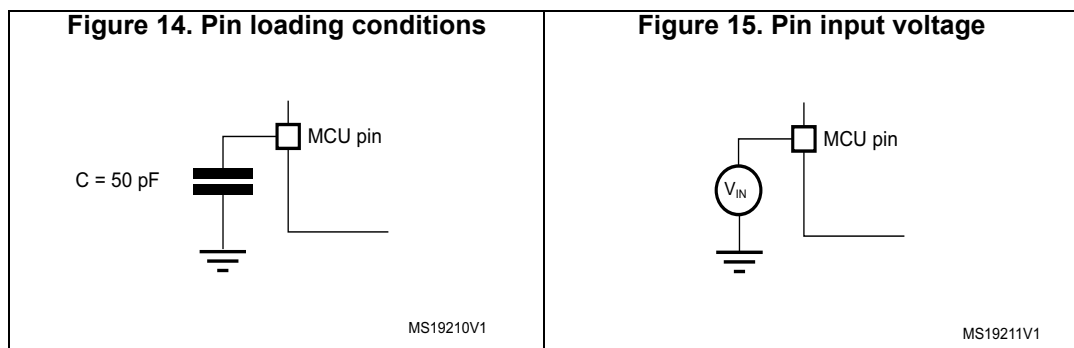 Figure 14. Pin loading conditions
MCU pin
C = 50 pF
MS19210V1
Figure 15. Pin input voltage
MCU pin
VIN
MS19211V1